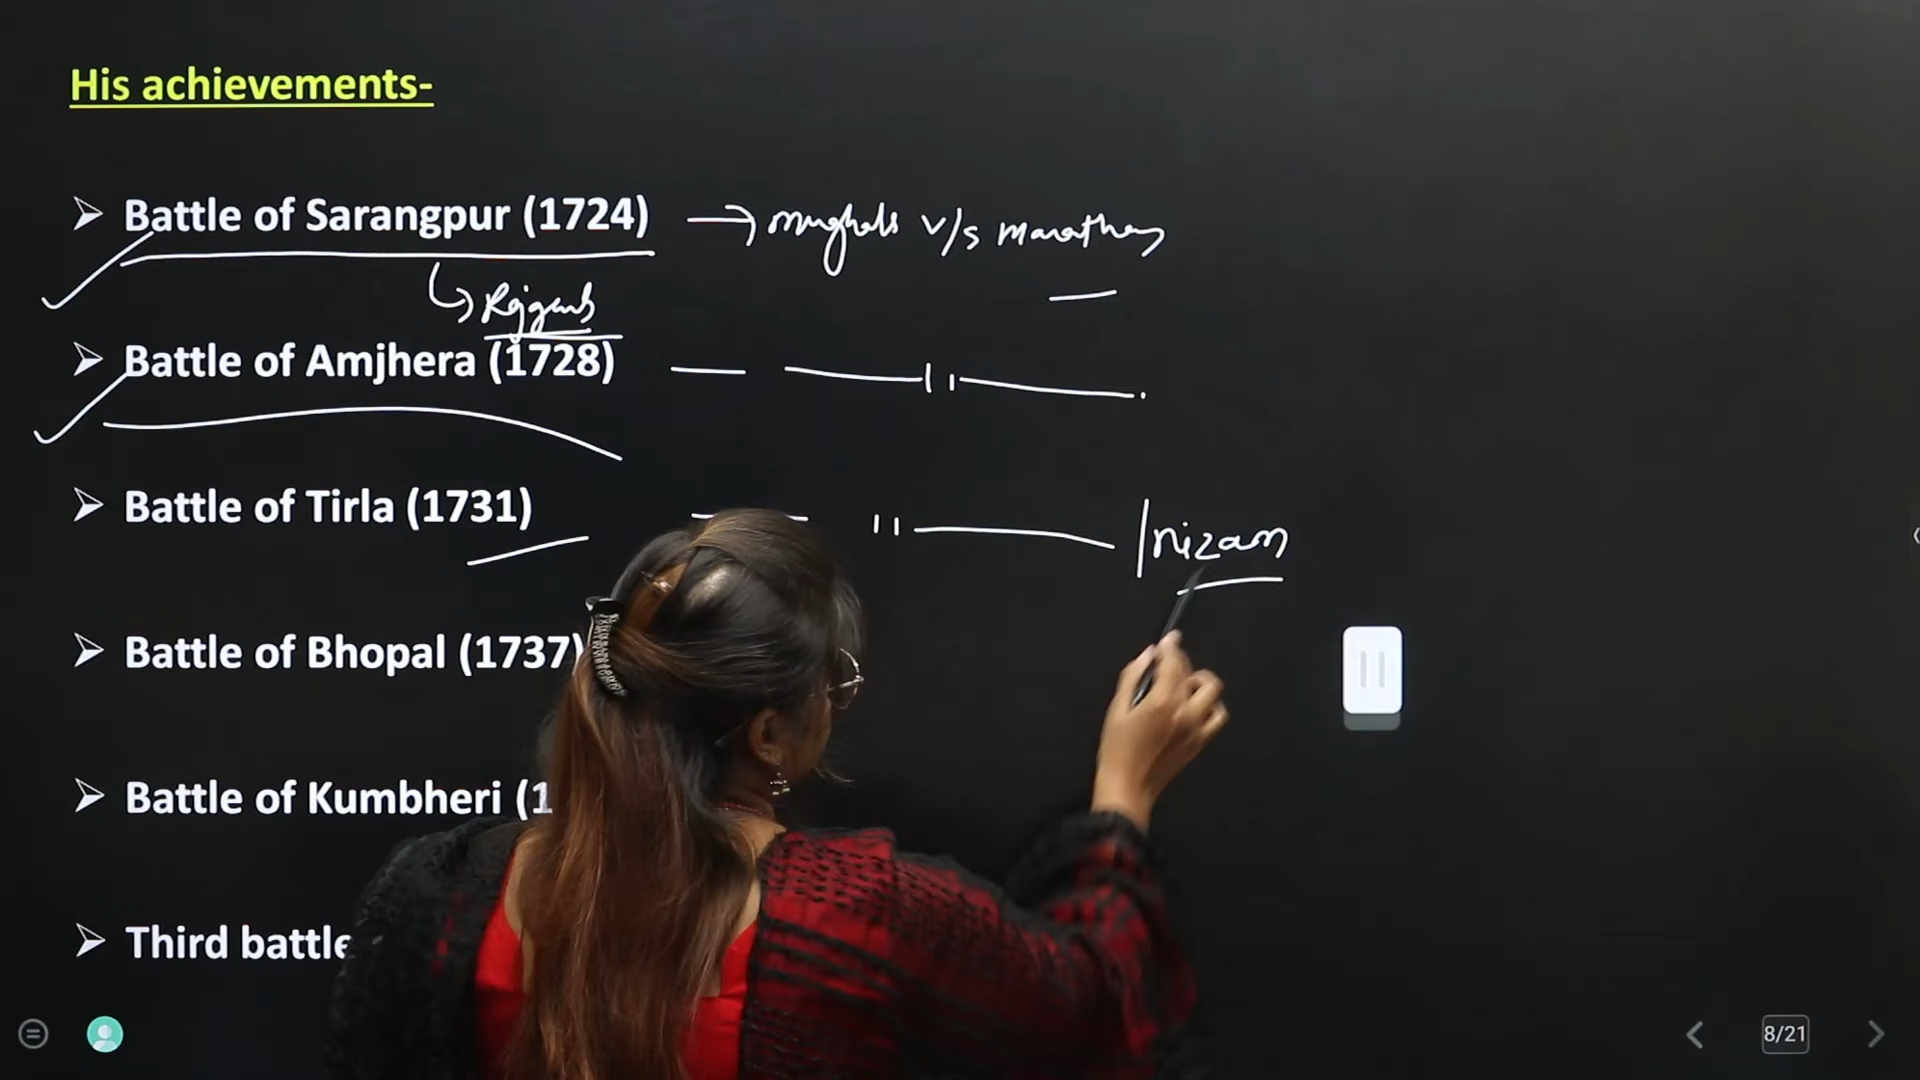 His achievements-
Battle of Sarangpur (1724) → mughals v/s marathas
↳ Rajgarh
Battle of Amjhera (1728) — — " — .
Battle of Tirla (1731) — " — / nizam
Battle of Bhopal (1737)
Battle of Kumbheri (1
Third battle
8/21